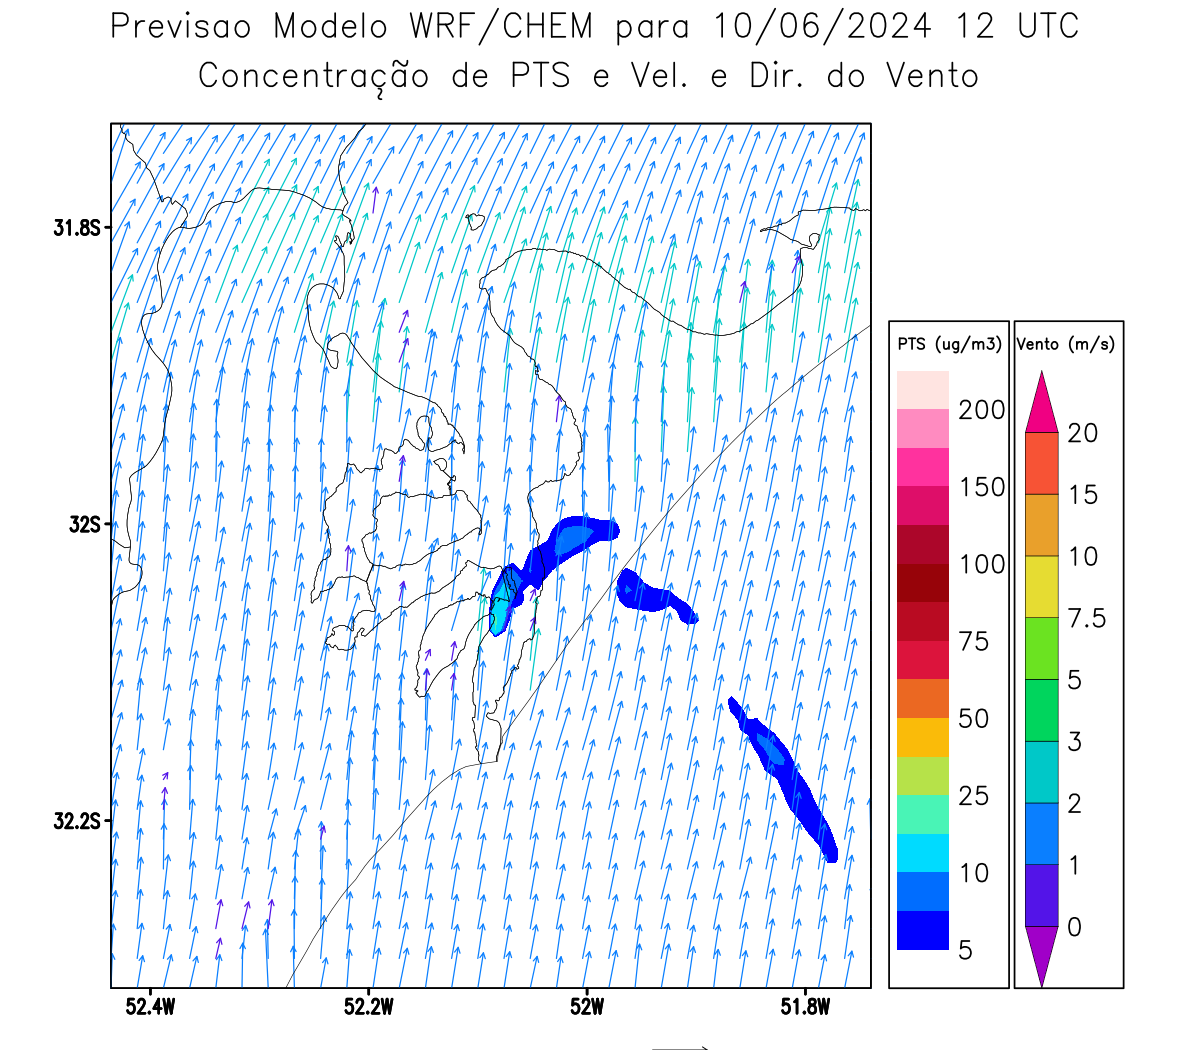 Previsao Modelo WRF/CHEM para 10/06/2024 12 UTC
Concentração de PTS e Vel. e Dir. do Vento
31.8S
32S
32.2S
52.4W 52.2W 52W 51.8W
PTS (ug/m3)
200
150
100
75
50
25
10
5
Vento (m/s)
20
15
10
7.5
5
3
2
1
0